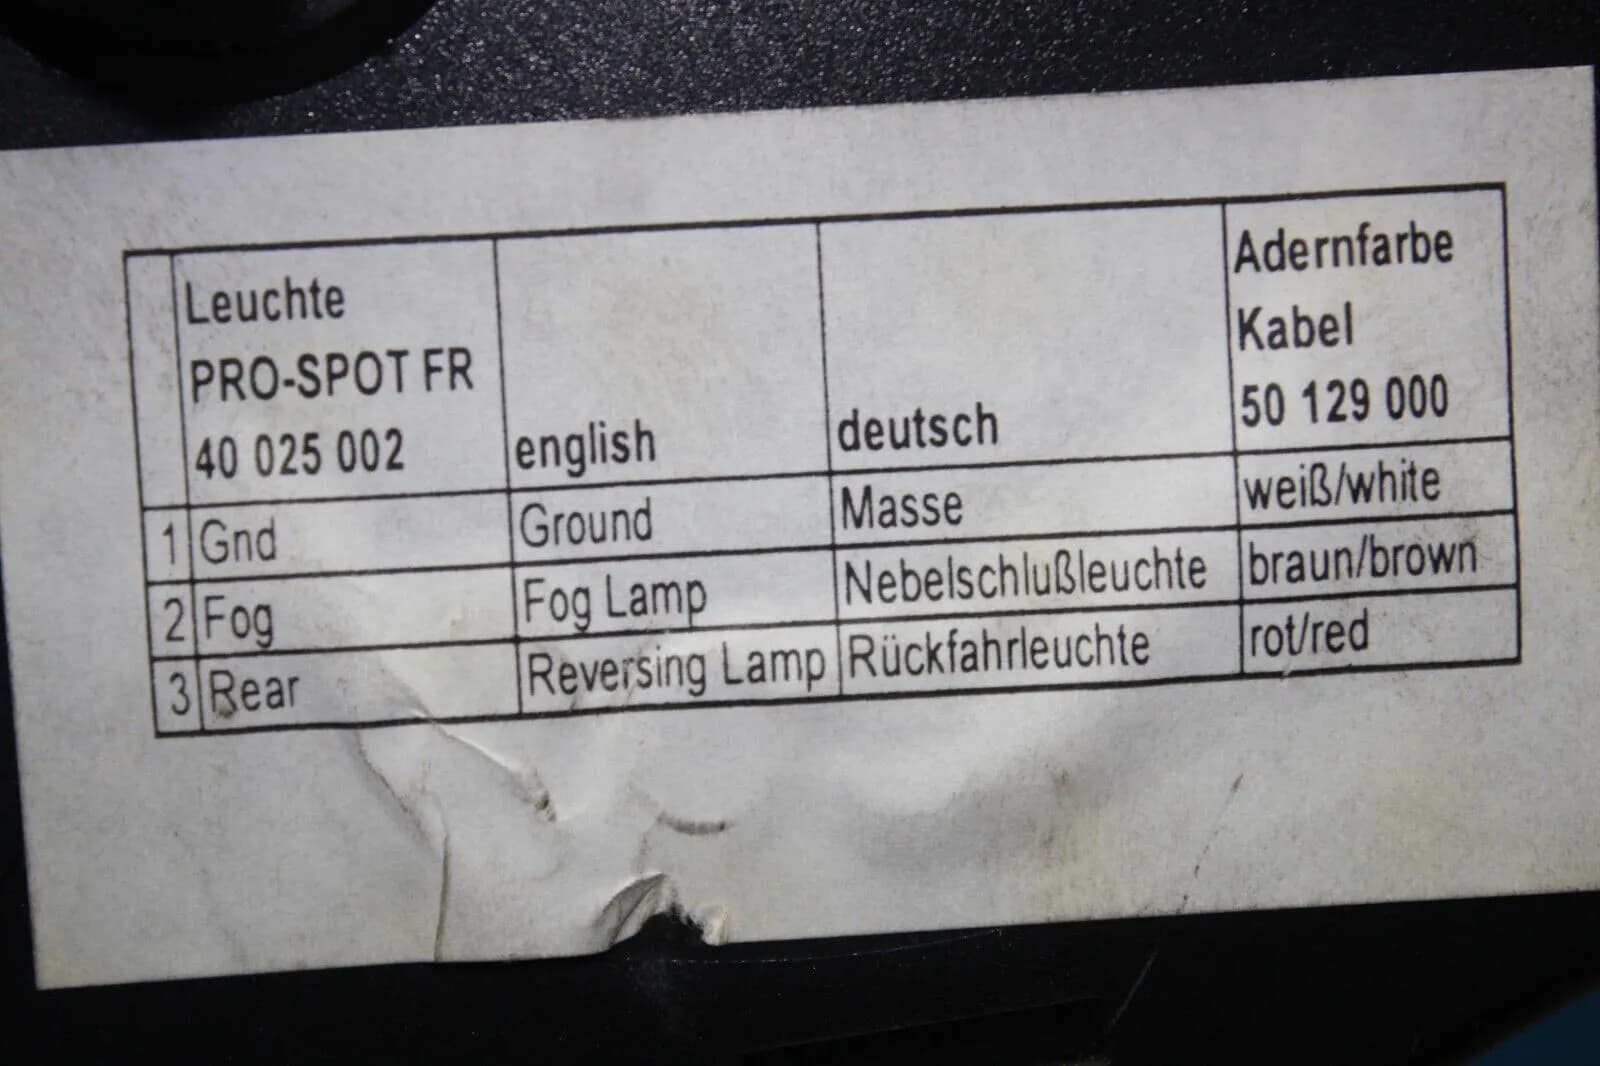 Leuchte
PRO-SPOT FR
40 025 002
english
deutsch
Adernfarbe
Kabel
50 129 000
1 Gnd Ground Masse weiß/white
2 Fog Fog Lamp Nebelschlußleuchte braun/brown
3 Rear Reversing Lamp Rückfahrleuchte rot/red